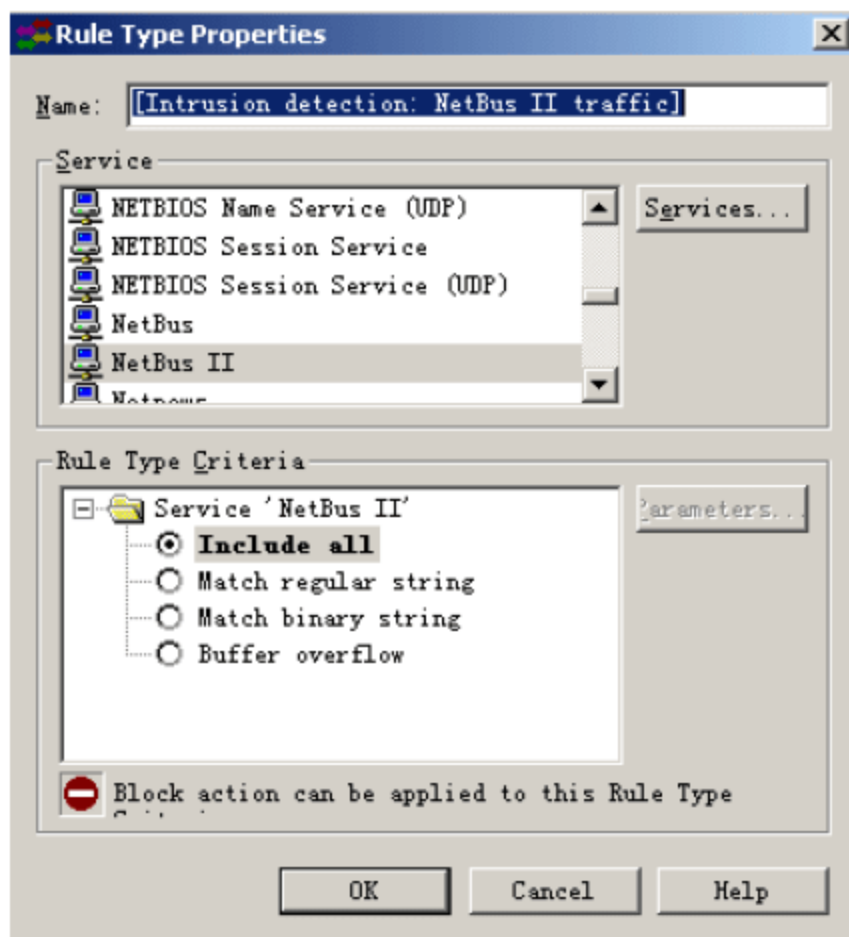 Rule Type Properties
Name: [Intrusion detection: NetBus II traffic]
Service
NETBIOS Name Service (UDP)
Services...
NETBIOS Session Service
NETBIOS Session Service (UDP)
NetBus
NetBus II
Rule Type Criteria
Service 'NetBus II'
Parameters...
Include all
Match regular string
Match binary string
Buffer overflow
Block action can be applied to this Rule Type
OK Cancel Help